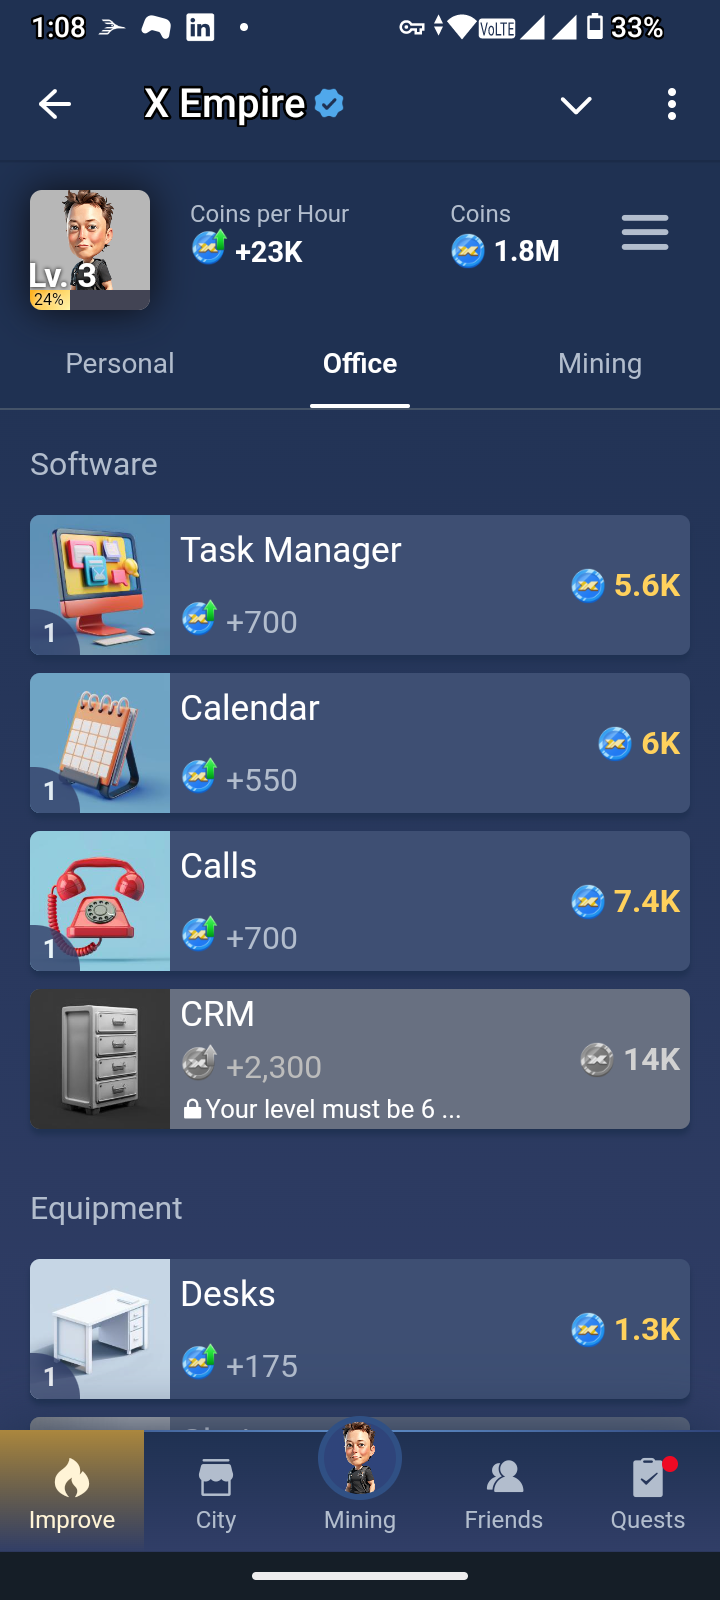 1:08
in
VoLTE
33%
X Empire
Coins per Hour
+23K
Coins
1.8M
Lv. 3
24%
Personal
Office
Mining
Software
Task Manager
+700
5.6K
1
Calendar
+550
6K
1
Calls
+700
7.4K
1
CRM
+2,300
14K
Your level must be 6 ...
Equipment
Desks
+175
1.3K
1
Improve
City
Mining
Friends
Quests